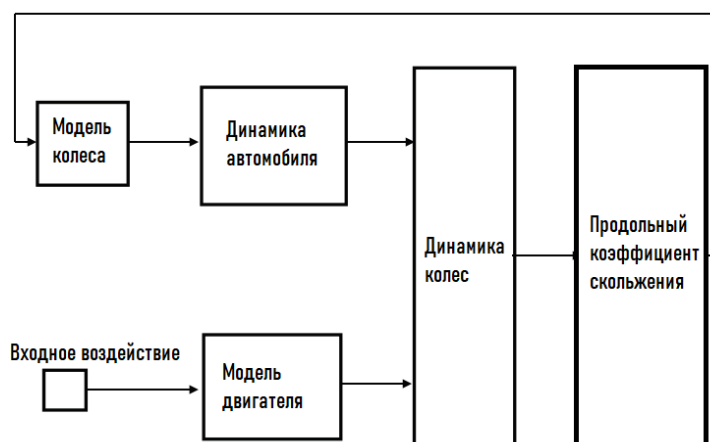 Модель
колеса
Динамика
автомобиля
Динамика
колес
Продольный
коэффициент
скольжения
Входное воздействие
Модель
двигателя